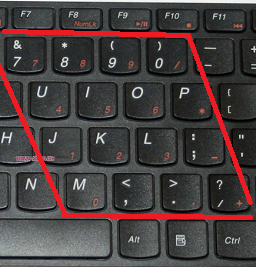 F7 F8 F9 F10 F11
NumLk
& * ( ) _
7 7 8 8 9 9 0 / -
U 4 I 5 O 6 P * { [
H J 1 K 2 L 3 : ; - " '
N M 0 < , > . . ? / +
Alt Ctrl